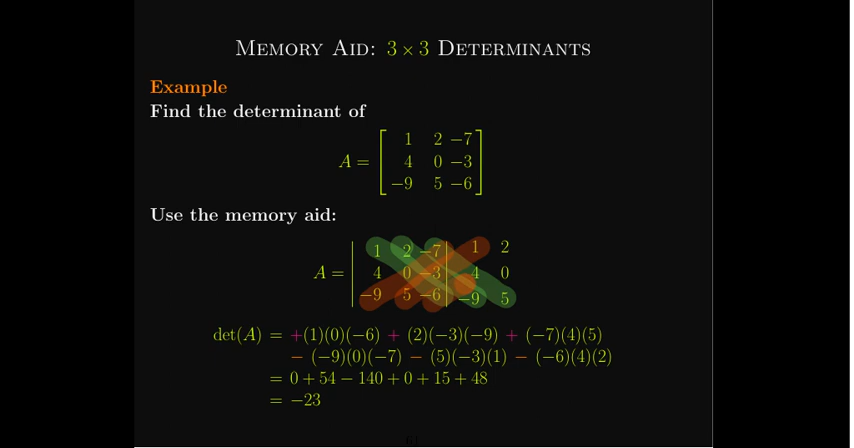 Memory Aid: 3 × 3 Determinants
Example
Find the determinant of
1 2 −7
A = 4 0 −3
−9 5 −6
Use the memory aid:
1 2 −7 1 2
A = 4 0 −3 4 0
−9 5 −6 −9 5
det(A) = +(1)(0)(−6) + (2)(−3)(−9) + (−7)(4)(5)
− (−9)(0)(−7) − (5)(−3)(1) − (−6)(4)(2)
= 0 + 54 − 140 + 0 + 15 + 48
= −23